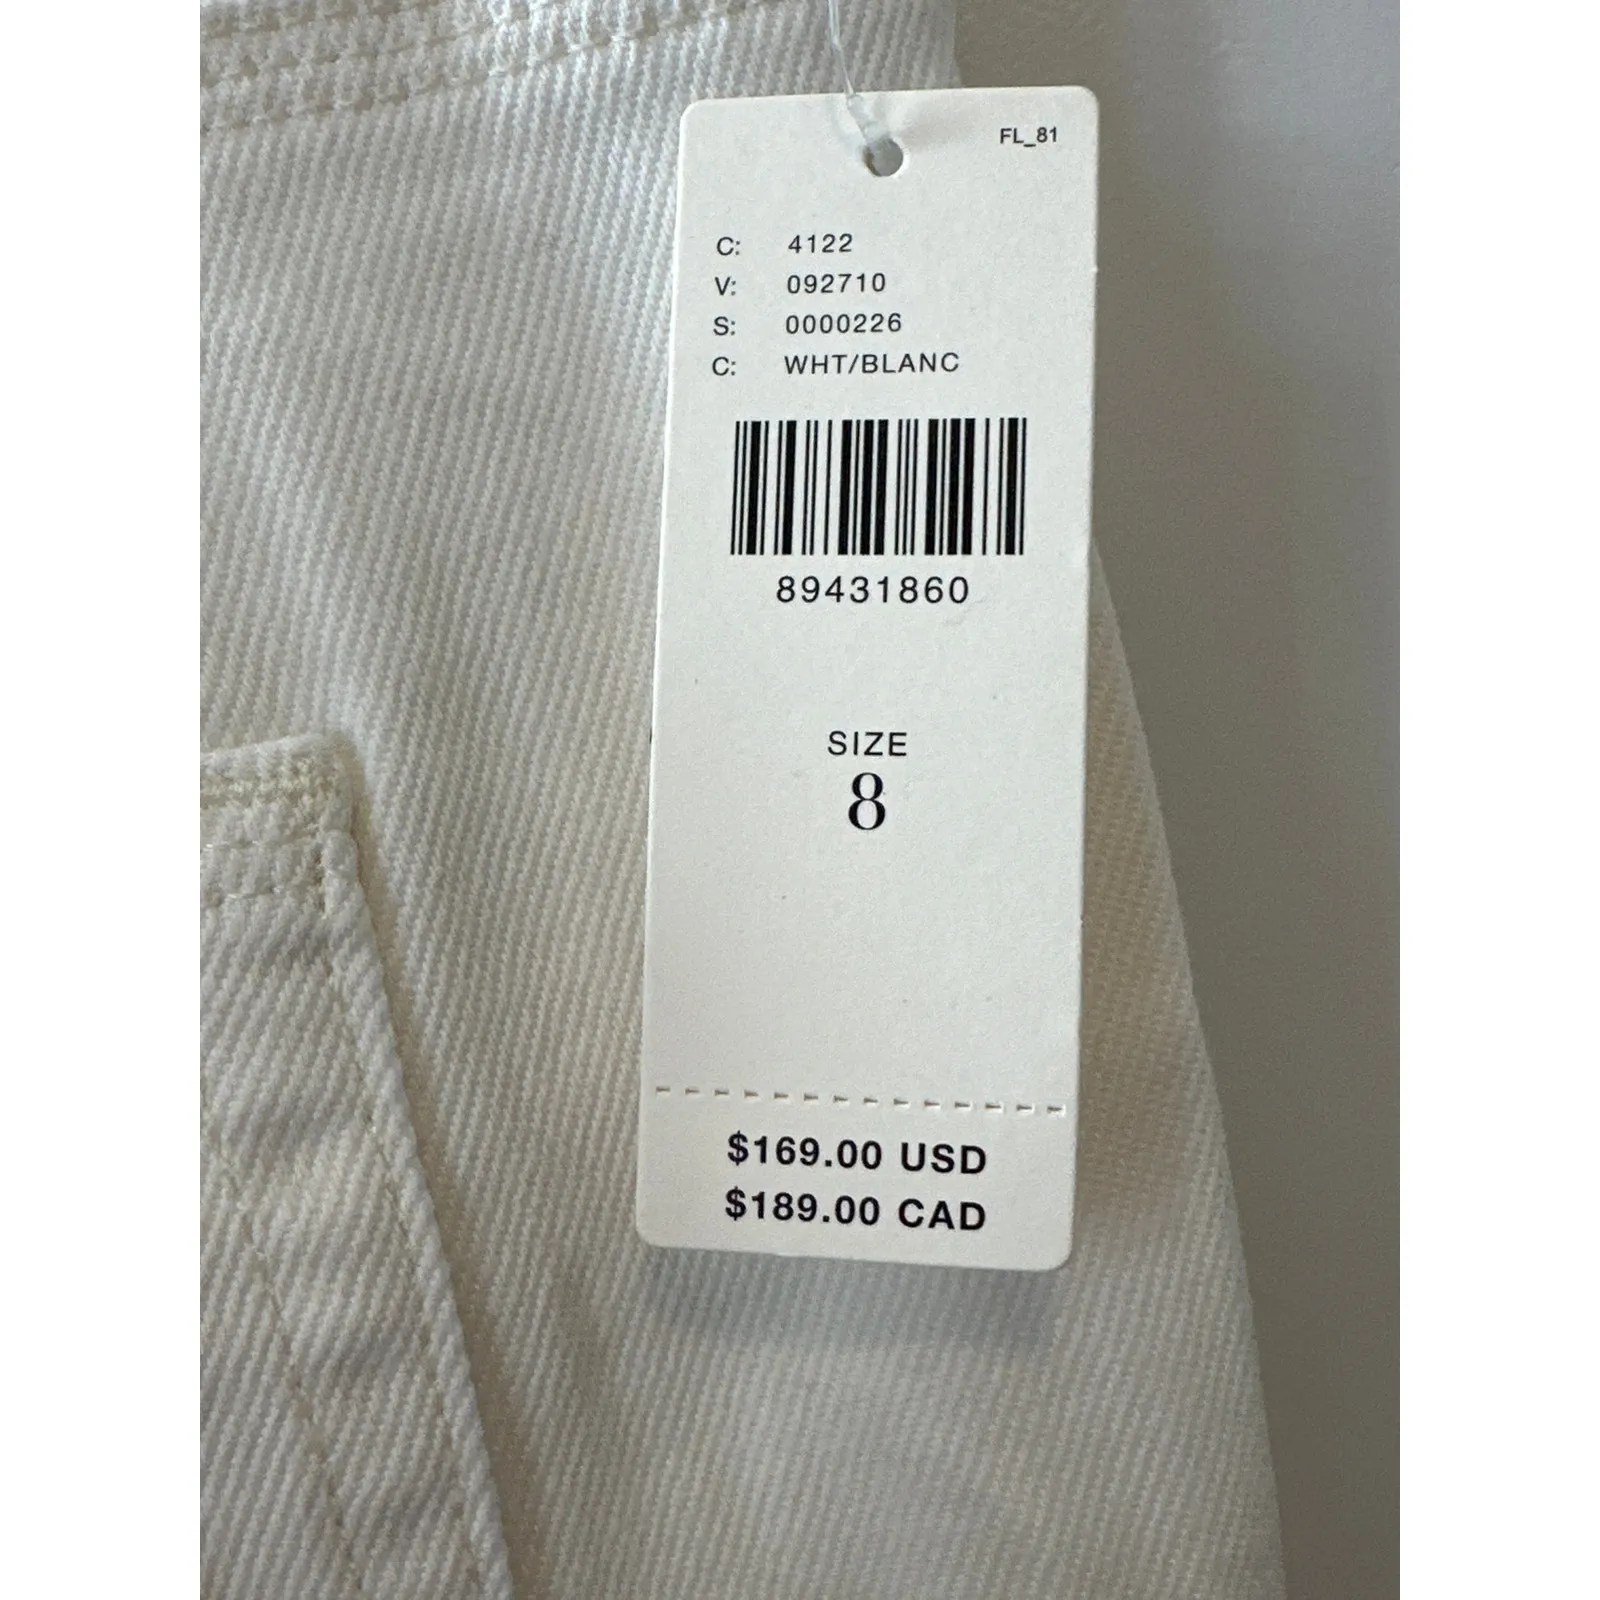 FL_81
C: 4122
V: 092710
S: 0000226
C: WHT/BLANC
89431860
SIZE
8
$169.00 USD
$189.00 CAD